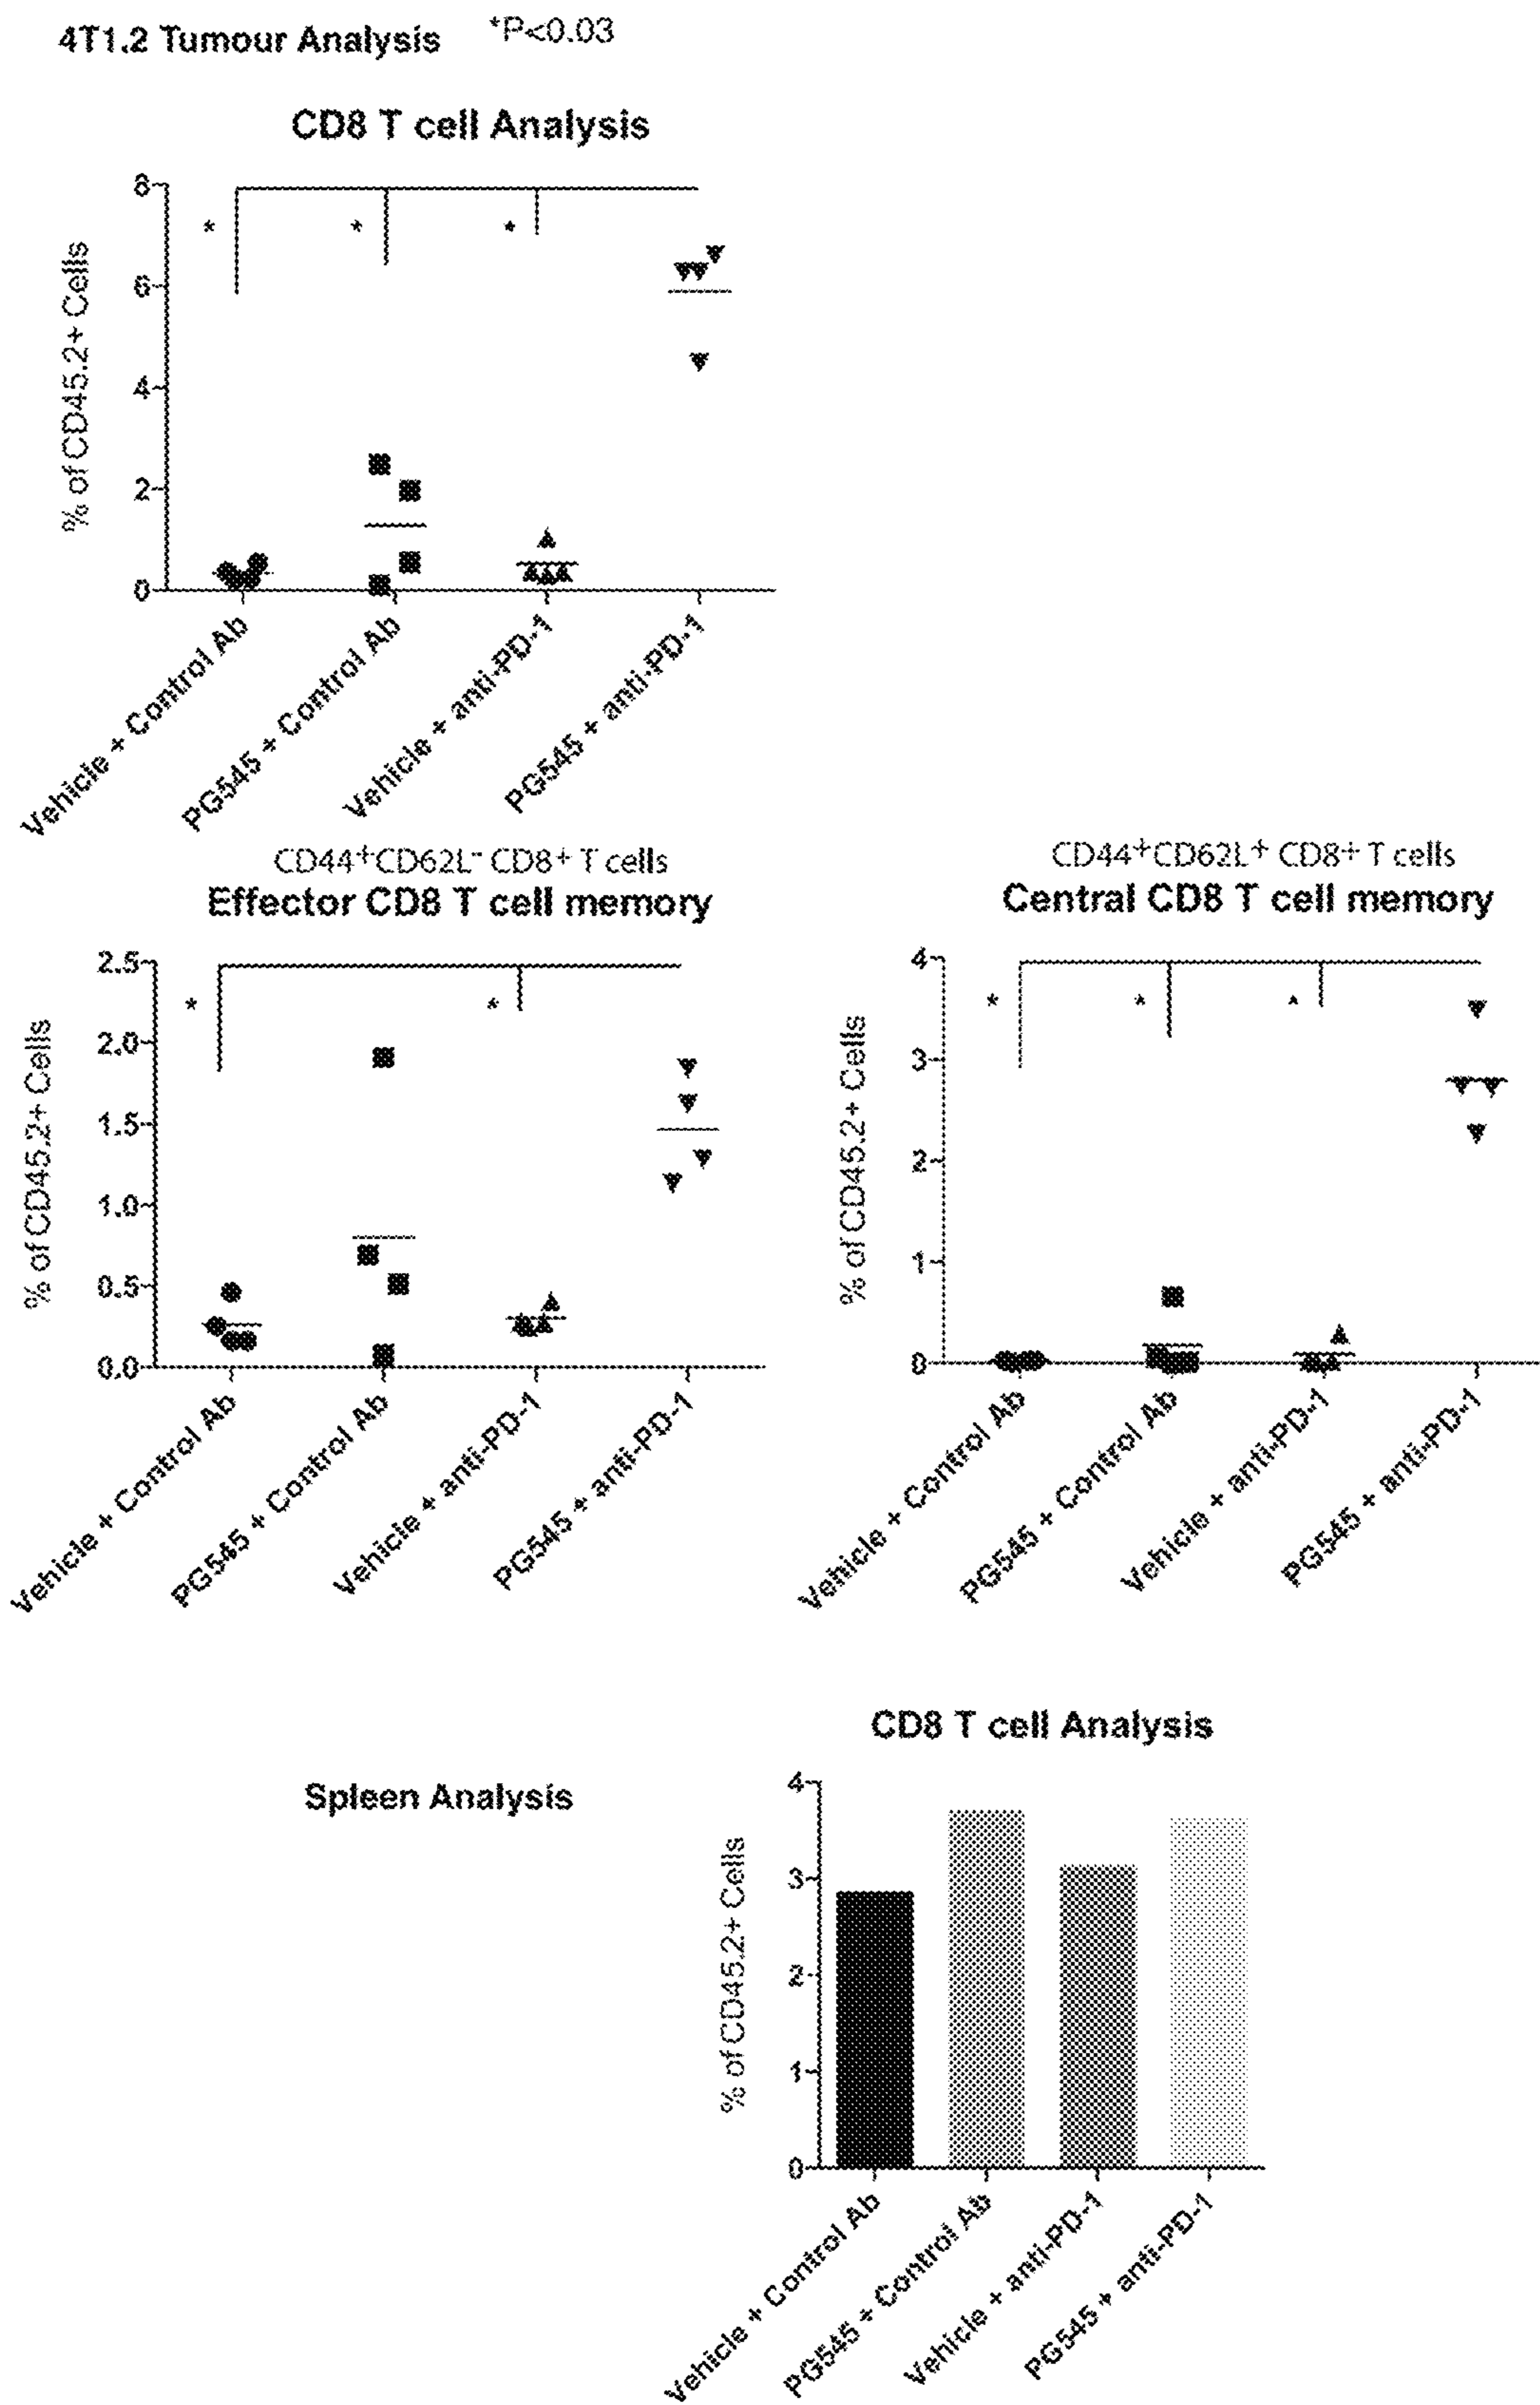 4T1.2 Tumour Analysis *P<0.03
CD8 T cell Analysis
% of CD45.2+ Cells
8
6
4
2
0
* * *
Vehicle + Control Ab
PG545 + Control Ab
Vehicle + anti-PD-1
PG545 + anti-PD-1
CD44⁺CD62L⁻ CD8⁺ T cells
Effector CD8 T cell memory
% of CD45.2+ Cells
2.5
2.0
1.5
1.0
0.5
0.0
* *
Vehicle + Control Ab
PG545 + Control Ab
Vehicle + anti-PD-1
PG545 + anti-PD-1
CD44⁺CD62L⁺ CD8⁺ T cells
Central CD8 T cell memory
% of CD45.2+ Cells
4
3
2
1
0
* * *
Vehicle + Control Ab
PG545 + Control Ab
Vehicle + anti-PD-1
PG545 + anti-PD-1
Spleen Analysis
CD8 T cell Analysis
% of CD45.2+ Cells
4
3
2
1
0
Vehicle + Control Ab
PG545 + Control Ab
Vehicle + anti-PD-1
PG545 + anti-PD-1